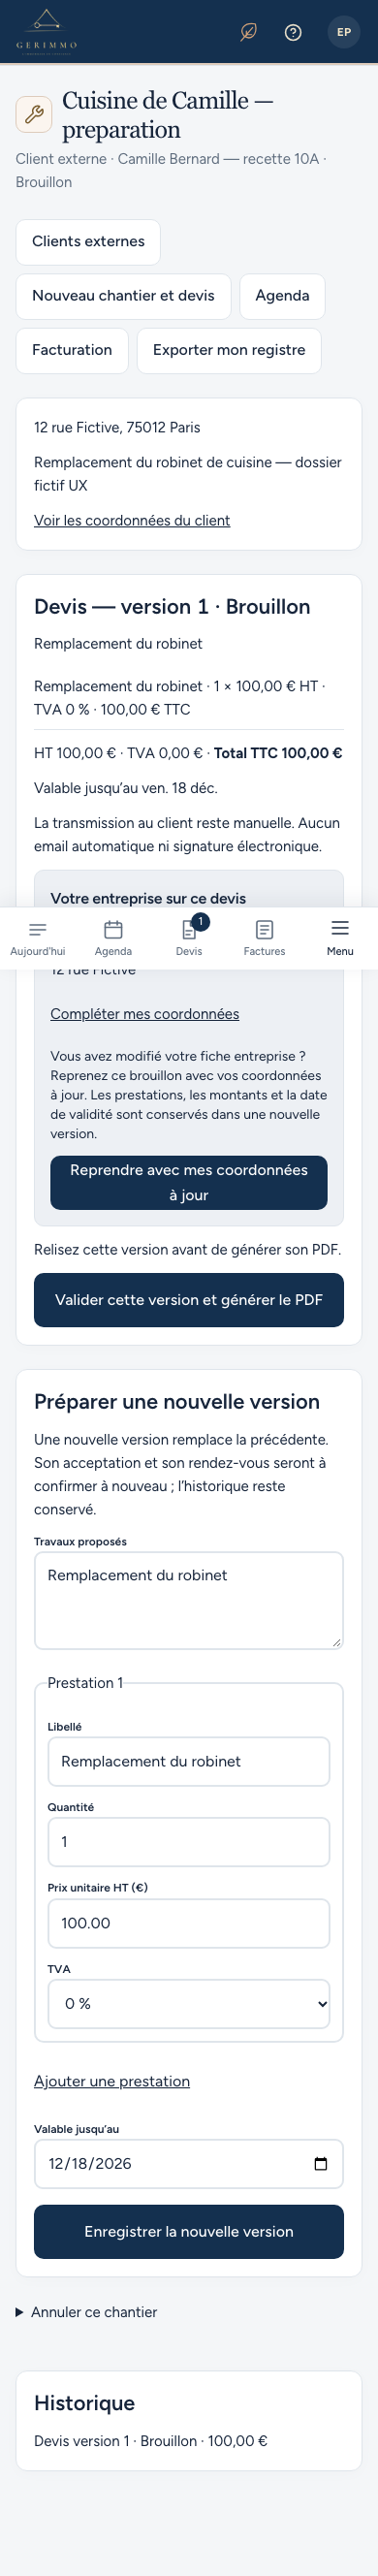 GERIMMO
EP
Cuisine de Camille —
preparation
Client externe · Camille Bernard — recette 10A ·
Brouillon
Clients externes
Nouveau chantier et devis
Agenda
Facturation
Exporter mon registre
12 rue Fictive, 75012 Paris
Remplacement du robinet de cuisine — dossier
fictif UX
Voir les coordonnées du client
Devis — version 1 · Brouillon
Remplacement du robinet
Remplacement du robinet · 1 × 100,00 € HT ·
TVA 0 % · 100,00 € TTC
HT 100,00 € · TVA 0,00 € · Total TTC 100,00 €
Valable jusqu’au ven. 18 déc.
La transmission au client reste manuelle. Aucun
email automatique ni signature électronique.
Votre entreprise sur ce devis
1
Aujourd'hui
Agenda
Devis
Factures
Menu
12 rue Fictive
Compléter mes coordonnées
Vous avez modifié votre fiche entreprise ?
Reprenez ce brouillon avec vos coordonnées
à jour. Les prestations, les montants et la date
de validité sont conservés dans une nouvelle
version.
Reprendre avec mes coordonnées
à jour
Relisez cette version avant de générer son PDF.
Valider cette version et générer le PDF
Préparer une nouvelle version
Une nouvelle version remplace la précédente.
Son acceptation et son rendez-vous seront à
confirmer à nouveau ; l’historique reste
conservé.
Travaux proposés
Remplacement du robinet
Prestation 1
Libellé
Remplacement du robinet
Quantité
1
Prix unitaire HT (€)
100.00
TVA
0 %
Ajouter une prestation
Valable jusqu’au
12/18/2026
Enregistrer la nouvelle version
Annuler ce chantier
Historique
Devis version 1 · Brouillon · 100,00 €